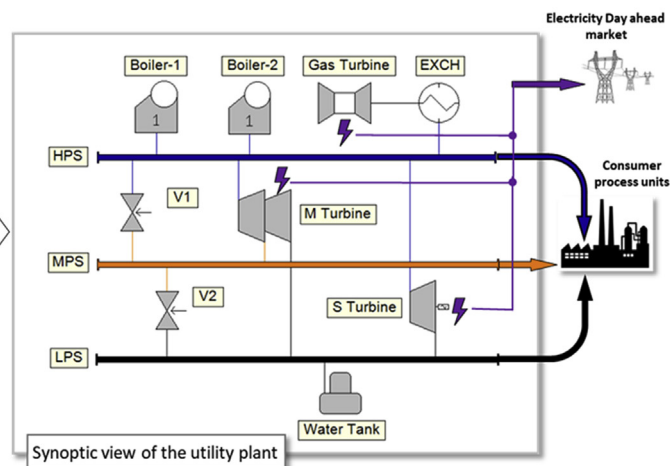 Electricity Day ahead
market
Boiler-1
Boiler-2
Gas Turbine
EXCH
1
1
HPS
Consumer
process units
V1
M Turbine
MPS
V2
S Turbine
LPS
Water Tank
Synoptic view of the utility plant